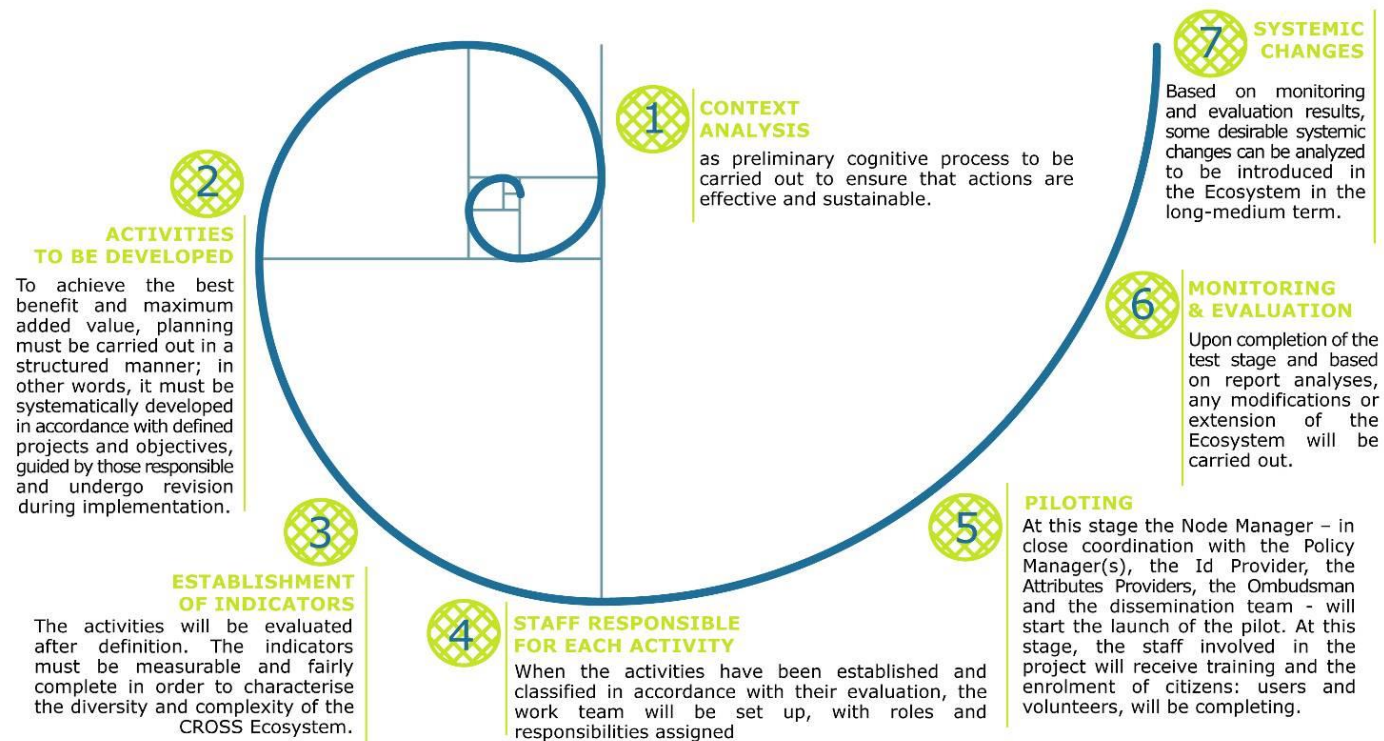 1
CONTEXT
ANALYSIS
as preliminary cognitive process to be
carried out to ensure that actions are
effective and sustainable.
2
ACTIVITIES
TO BE DEVELOPED
To achieve the best
benefit and maximum
added value, planning
must be carried out in a
structured manner; in
other words, it must be
systematically developed
in accordance with defined
projects and objectives,
guided by those responsible
and undergo revision
during implementation.
3
ESTABLISHMENT
OF INDICATORS
The activities will be evaluated
after definition. The indicators
must be measurable and fairly
complete in order to characterise
the diversity and complexity of the
CROSS Ecosystem.
4
STAFF RESPONSIBLE
FOR EACH ACTIVITY
When the activities have been established and
classified in accordance with their evaluation, the
work team will be set up, with roles and
responsibilities assigned
5
PILOTING
At this stage the Node Manager – in
close coordination with the Policy
Manager(s), the Id Provider, the
Attributes Providers, the Ombudsman
and the dissemination team - will
start the launch of the pilot. At this
stage, the staff involved in the
project will receive training and the
enrolment of citizens: users and
volunteers, will be completing.
6
MONITORING
& EVALUATION
Upon completion of the
test stage and based
on report analyses,
any modifications or
extension of the
Ecosystem will be
carried out.
7
SYSTEMIC
CHANGES
Based on monitoring
and evaluation results,
some desirable systemic
changes can be analyzed
to be introduced in
the Ecosystem in the
long-medium term.